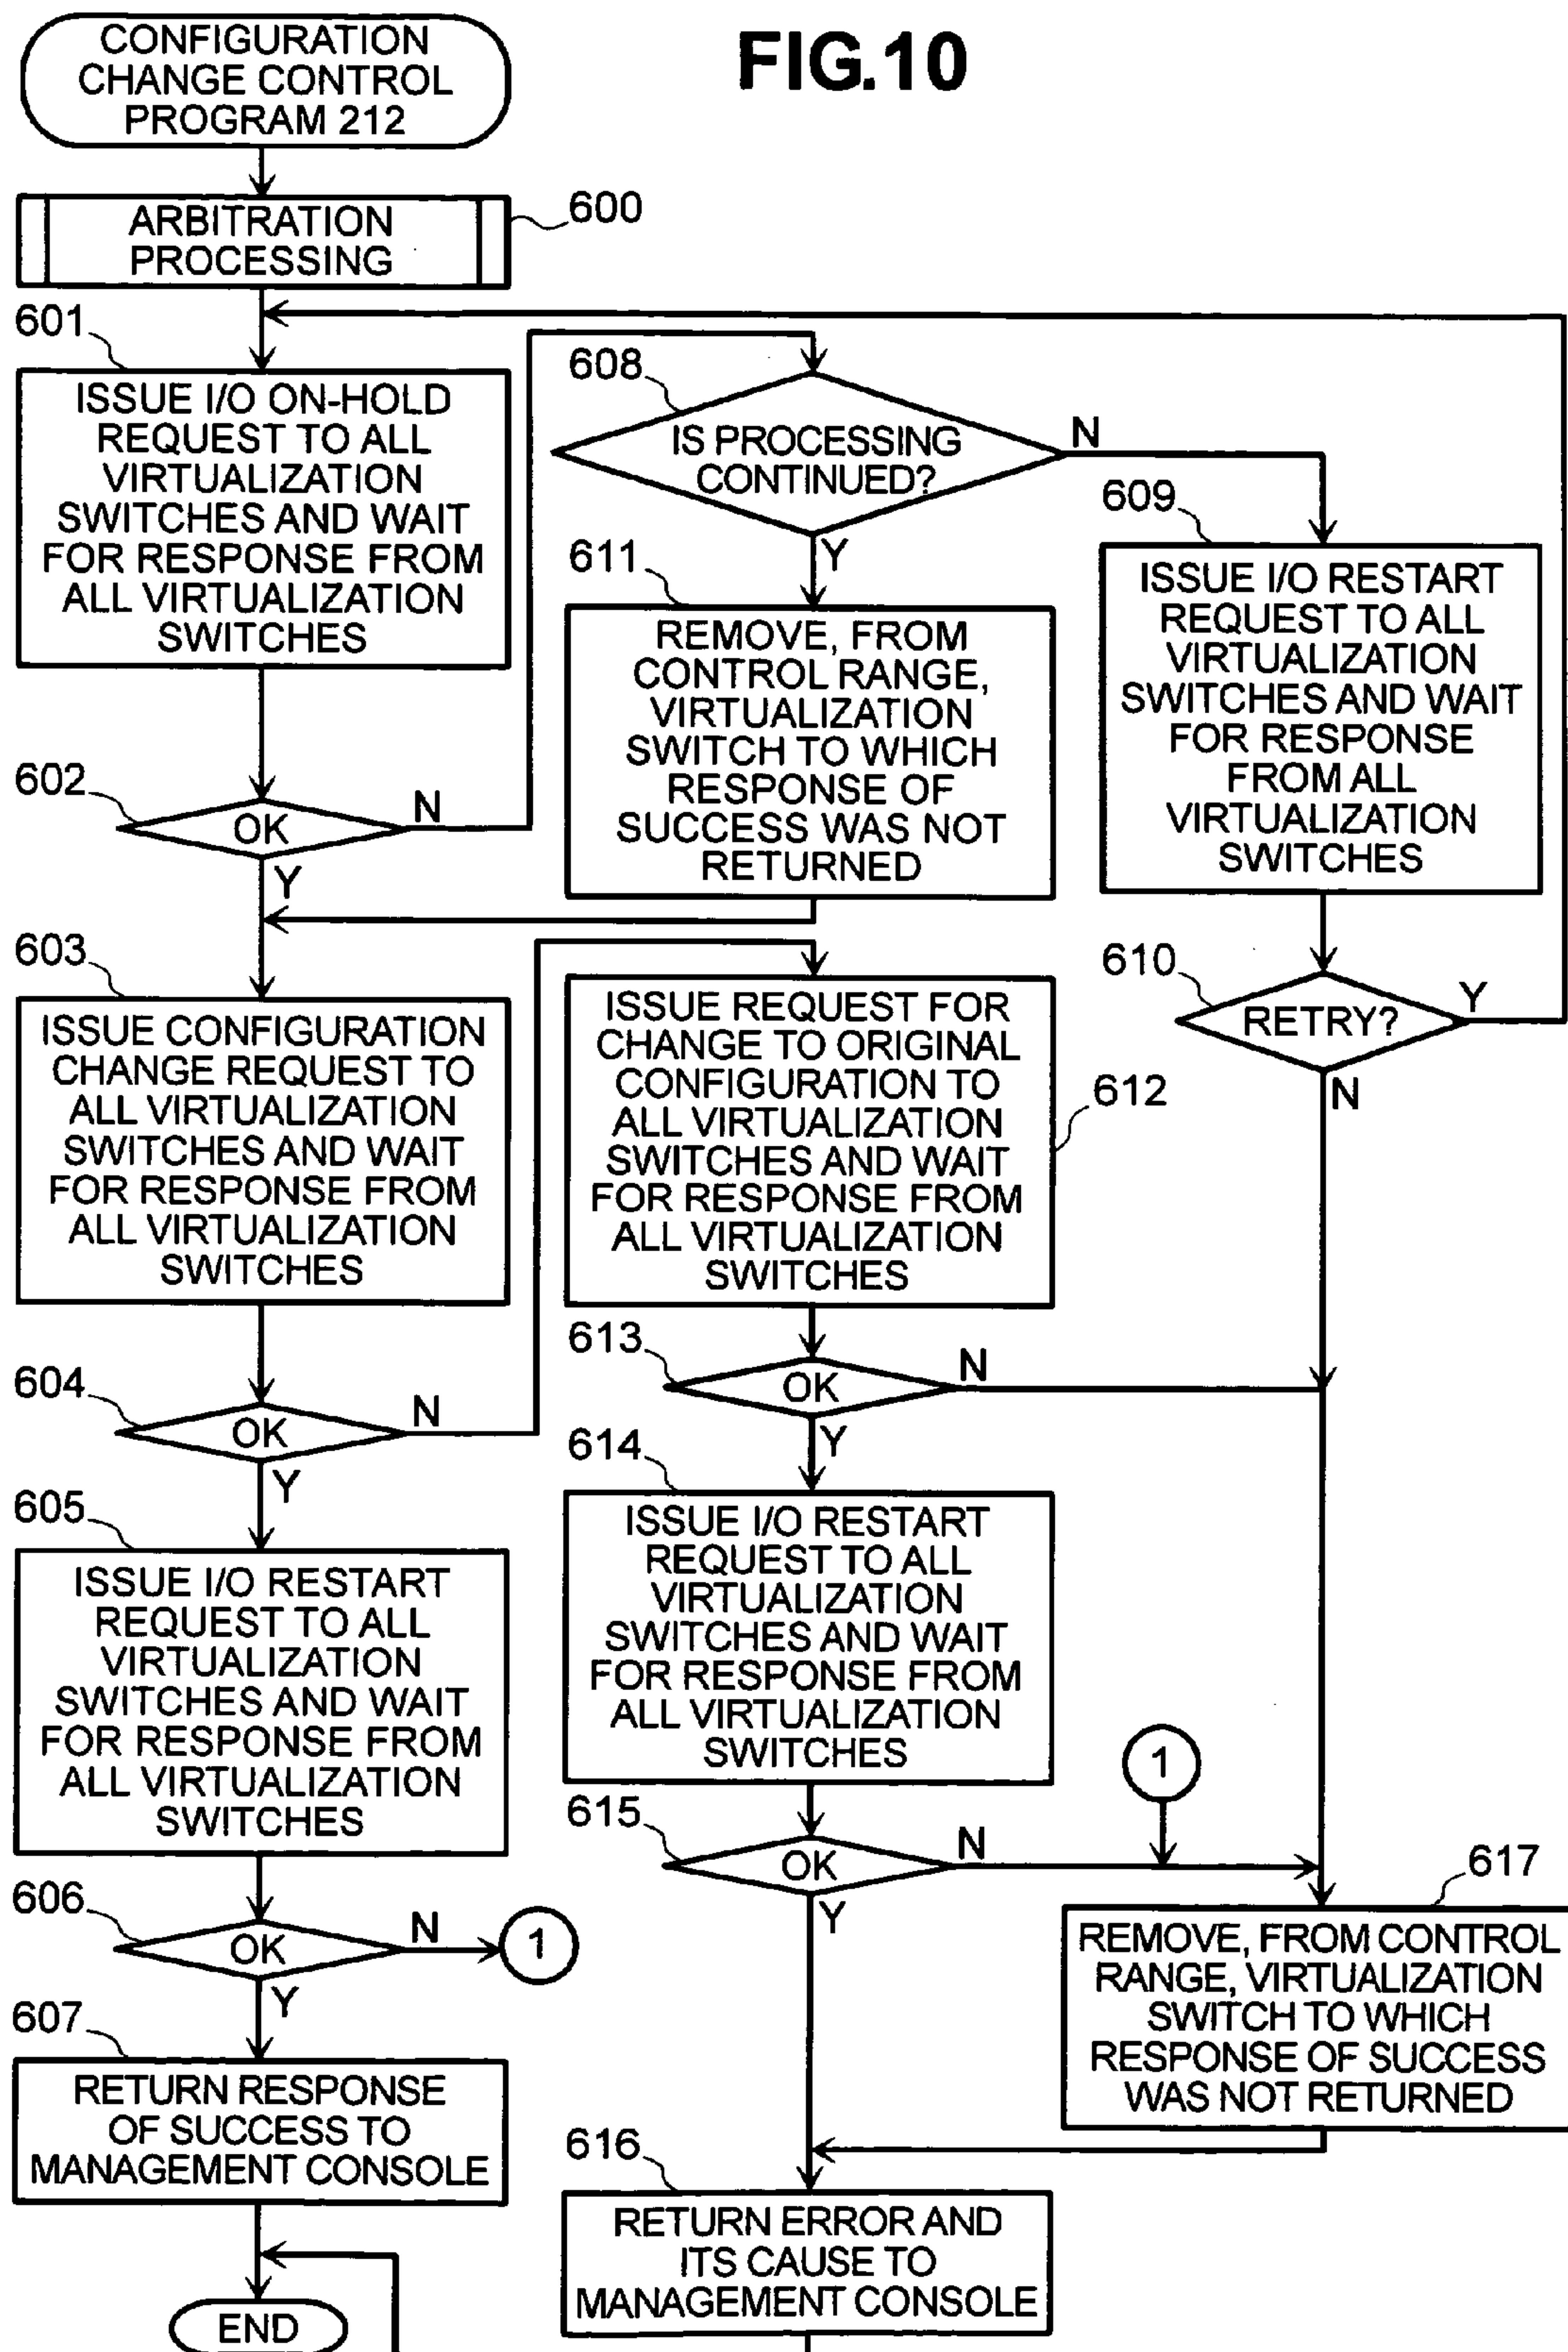 FIG.10
CONFIGURATION
CHANGE CONTROL
PROGRAM 212
ARBITRATION
PROCESSING
600
601
ISSUE I/O ON-HOLD
REQUEST TO ALL
VIRTUALIZATION
SWITCHES AND WAIT
FOR RESPONSE FROM
ALL VIRTUALIZATION
SWITCHES
602
OK
N
Y
603
ISSUE CONFIGURATION
CHANGE REQUEST TO
ALL VIRTUALIZATION
SWITCHES AND WAIT
FOR RESPONSE FROM
ALL VIRTUALIZATION
SWITCHES
604
OK
N
Y
605
ISSUE I/O RESTART
REQUEST TO ALL
VIRTUALIZATION
SWITCHES AND WAIT
FOR RESPONSE FROM
ALL VIRTUALIZATION
SWITCHES
606
OK
N
1
Y
607
RETURN RESPONSE
OF SUCCESS TO
MANAGEMENT CONSOLE
END
608
IS PROCESSING
CONTINUED?
N
Y
611
REMOVE, FROM
CONTROL RANGE,
VIRTUALIZATION
SWITCH TO WHICH
RESPONSE OF
SUCCESS WAS NOT
RETURNED
612
ISSUE REQUEST FOR
CHANGE TO ORIGINAL
CONFIGURATION TO
ALL VIRTUALIZATION
SWITCHES AND WAIT
FOR RESPONSE FROM
ALL VIRTUALIZATION
SWITCHES
613
OK
N
Y
614
ISSUE I/O RESTART
REQUEST TO ALL
VIRTUALIZATION
SWITCHES AND WAIT
FOR RESPONSE FROM
ALL VIRTUALIZATION
SWITCHES
615
OK
N
Y
1
616
RETURN ERROR AND
ITS CAUSE TO
MANAGEMENT CONSOLE
609
ISSUE I/O RESTART
REQUEST TO ALL
VIRTUALIZATION
SWITCHES AND WAIT
FOR RESPONSE
FROM ALL
VIRTUALIZATION
SWITCHES
610
RETRY?
Y
N
617
REMOVE, FROM CONTROL
RANGE, VIRTUALIZATION
SWITCH TO WHICH
RESPONSE OF SUCCESS
WAS NOT RETURNED